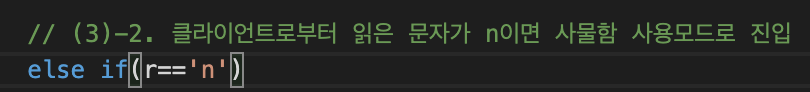 // (3)-2. 클라이언트로부터 읽은 문자가 n이면 사물함 사용모드로 진입
else if(r=='n')